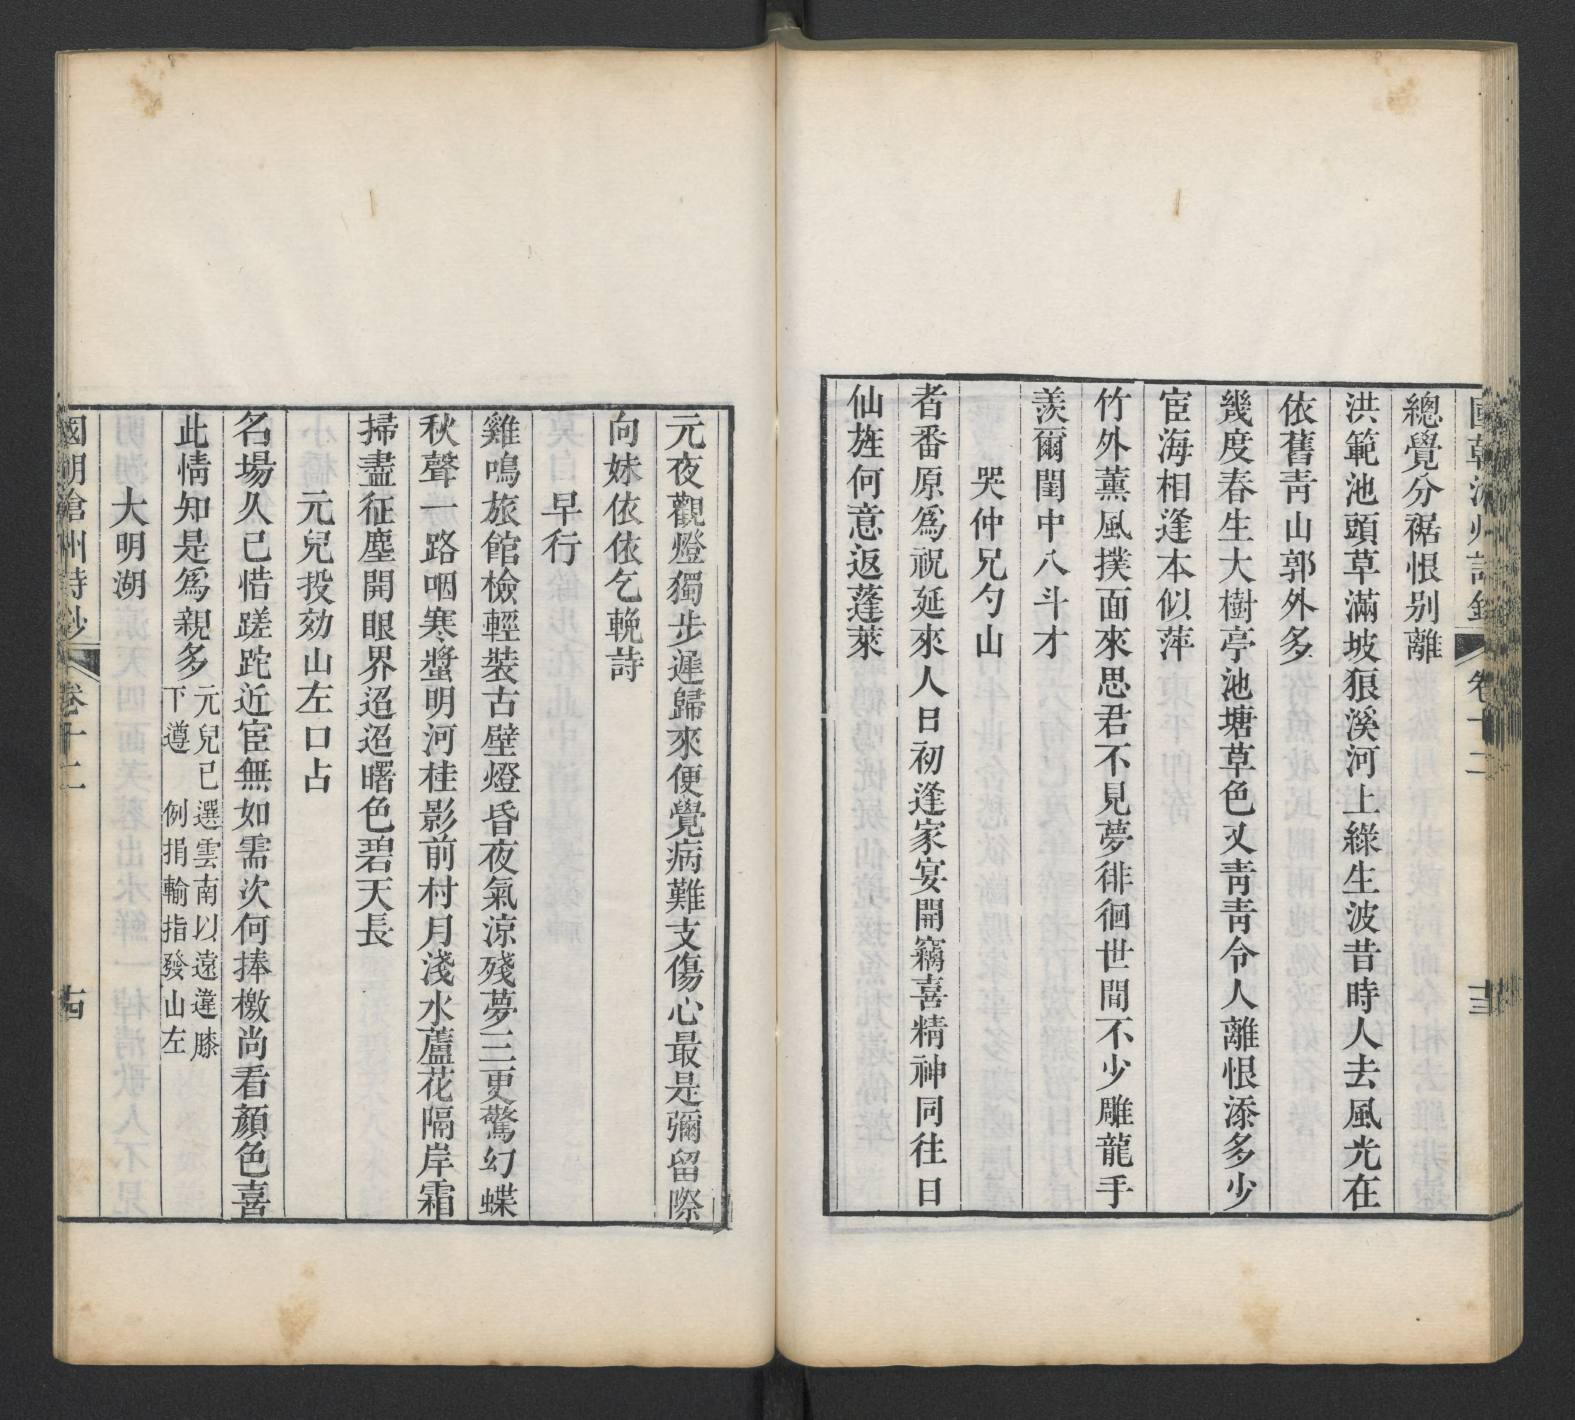 總覺分裾恨别離
洪範池頭草滿坡狼溪河上綠生波昔時人去風光在
依舊青山郭外多
幾度春生大樹亭池塘草色又青青令人離恨添多少
宦海相逢本似萍
竹外薰風撲面來思君不見夢徘徊世間不少雕龍手
羨爾閨中八斗才
哭仲兄勺山
者番原爲祝延來人日初逢家宴開竊喜精神同往日
仙旌何意返蓬萊
元夜觀燈獨步遲歸來便覺病難支傷心最是彌留際
向妹依依乞輓詩
早行
雞鳴旅館檢輕裝古壁燈昏夜氣涼殘夢三更驚幻蝶
秋聲一路咽寒螿明河桂影前村月淺水蘆花隔岸霜
掃盡征塵開眼界迢迢曙色碧天長
元兒投効山左口占
名場久已惜蹉跎近宦無如需次何捧檄尚看顏色喜
此情知是爲親多
元兒已選雲南以遠違膝
下遵例捐輸指發山左
大明湖
國朝滄州詩鈔 卷十二 十四